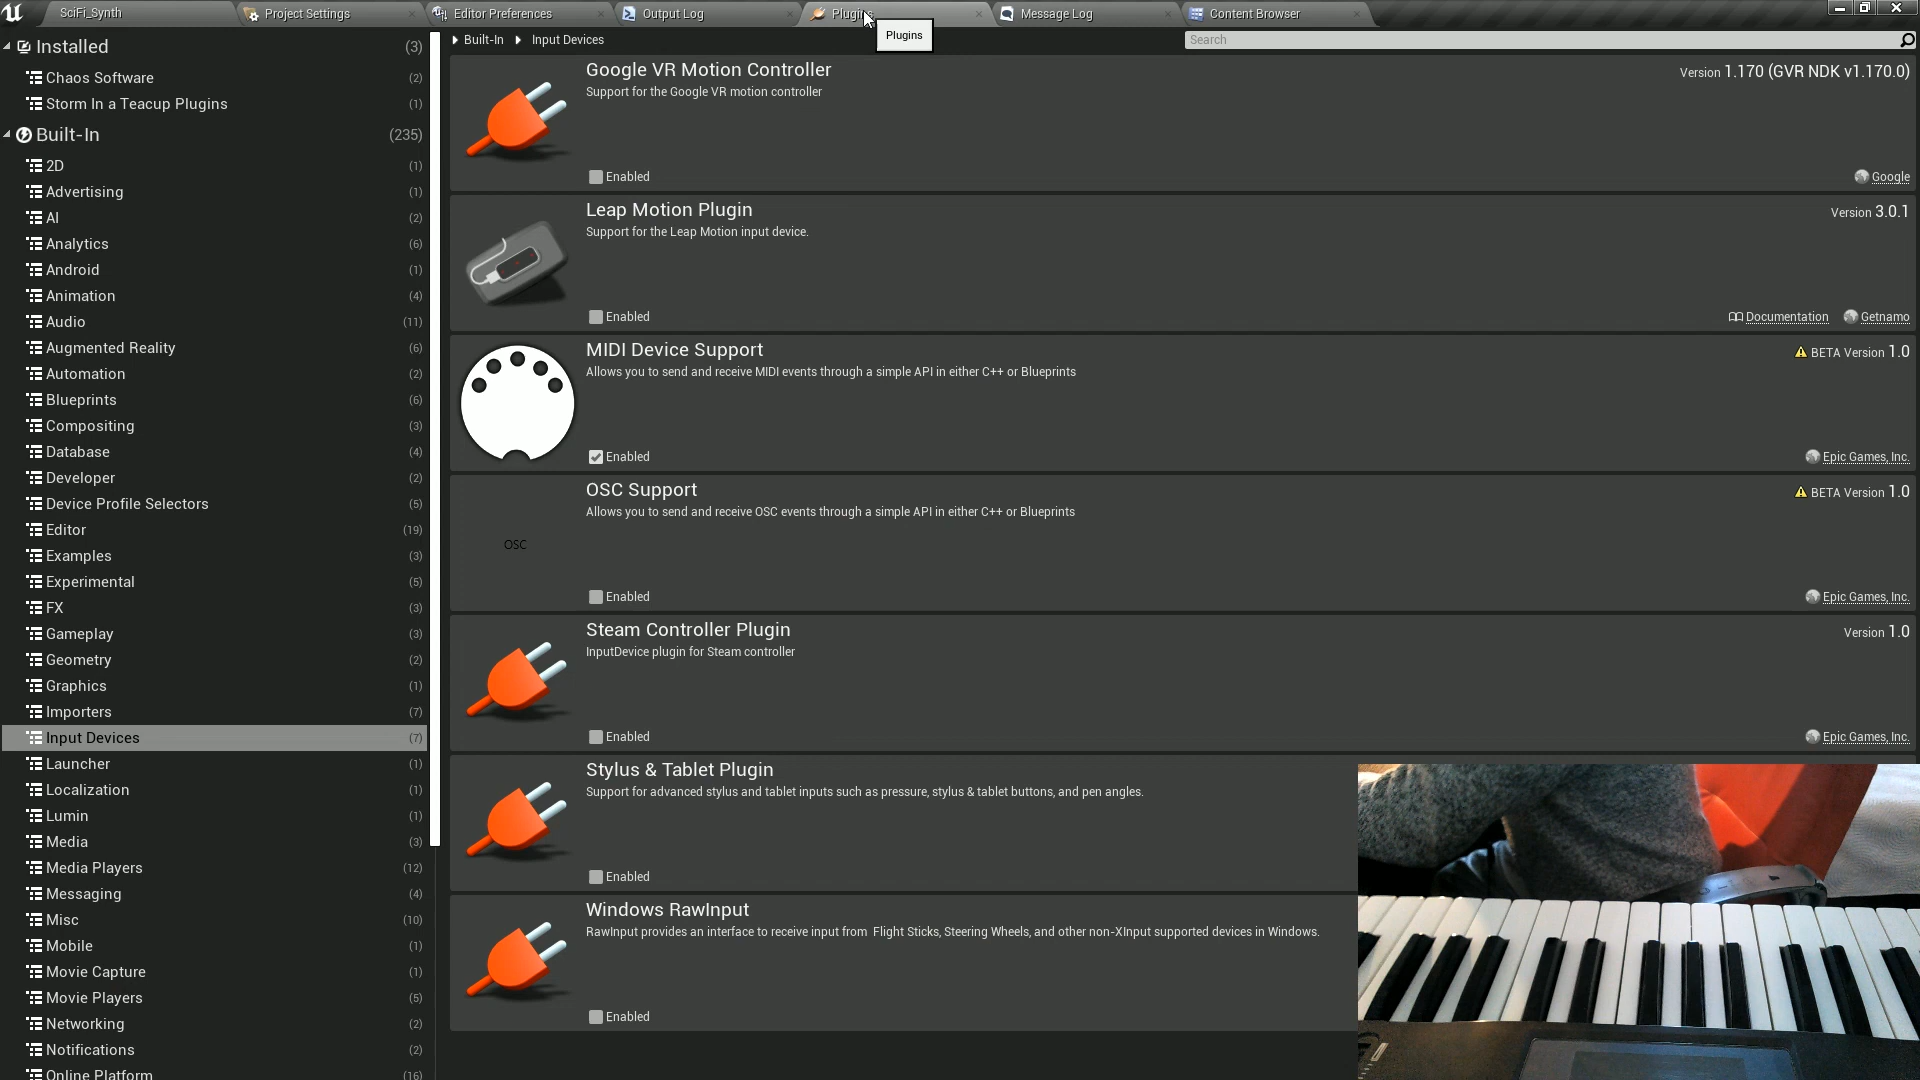 SciFi_Synth
Project Settings
Editor Preferences
Output Log
Plugins
Message Log
Content Browser
Plugins
Built-In
Input Devices
Search
Installed (3)
Chaos Software (2)
Storm In a Teacup Plugins (1)
Built-In (235)
2D (1)
Advertising (1)
AI (2)
Analytics (6)
Android (1)
Animation (4)
Audio (11)
Augmented Reality (6)
Automation (2)
Blueprints (6)
Compositing (3)
Database (4)
Developer (2)
Device Profile Selectors (5)
Editor (19)
Examples (3)
Experimental (5)
FX (3)
Gameplay (3)
Geometry (2)
Graphics (1)
Importers (7)
Input Devices (7)
Launcher (1)
Localization (1)
Lumin (1)
Media (3)
Media Players (12)
Messaging (4)
Misc (10)
Mobile (1)
Movie Capture (1)
Movie Players (5)
Networking (2)
Notifications (2)
Online Platform (16)
Google VR Motion Controller
Version 1.170 (GVR NDK v1.170.0)
Support for the Google VR motion controller
Enabled
Google
Leap Motion Plugin
Version 3.0.1
Support for the Leap Motion input device.
Enabled
Documentation
Getnamo
MIDI Device Support
BETA Version 1.0
Allows you to send and receive MIDI events through a simple API in either C++ or Blueprints
Enabled
Epic Games, Inc.
OSC Support
BETA Version 1.0
Allows you to send and receive OSC events through a simple API in either C++ or Blueprints
OSC
Enabled
Epic Games, Inc.
Steam Controller Plugin
Version 1.0
InputDevice plugin for Steam controller
Enabled
Epic Games, Inc.
Stylus & Tablet Plugin
Support for advanced stylus and tablet inputs such as pressure, stylus & tablet buttons, and pen angles.
Enabled
Windows RawInput
RawInput provides an interface to receive input from Flight Sticks, Steering Wheels, and other non-XInput supported devices in Windows.
Enabled